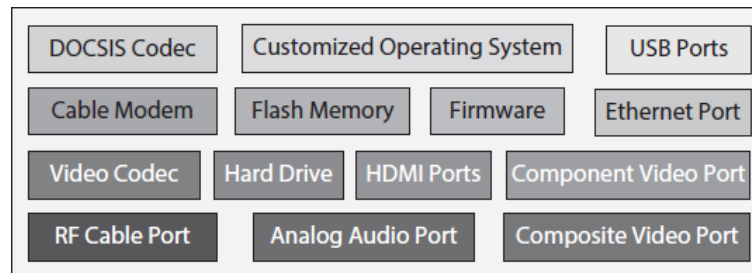 DOCSIS Codec Customized Operating System USB Ports
Cable Modem Flash Memory Firmware Ethernet Port
Video Codec Hard Drive HDMI Ports Component Video Port
RF Cable Port Analog Audio Port Composite Video Port